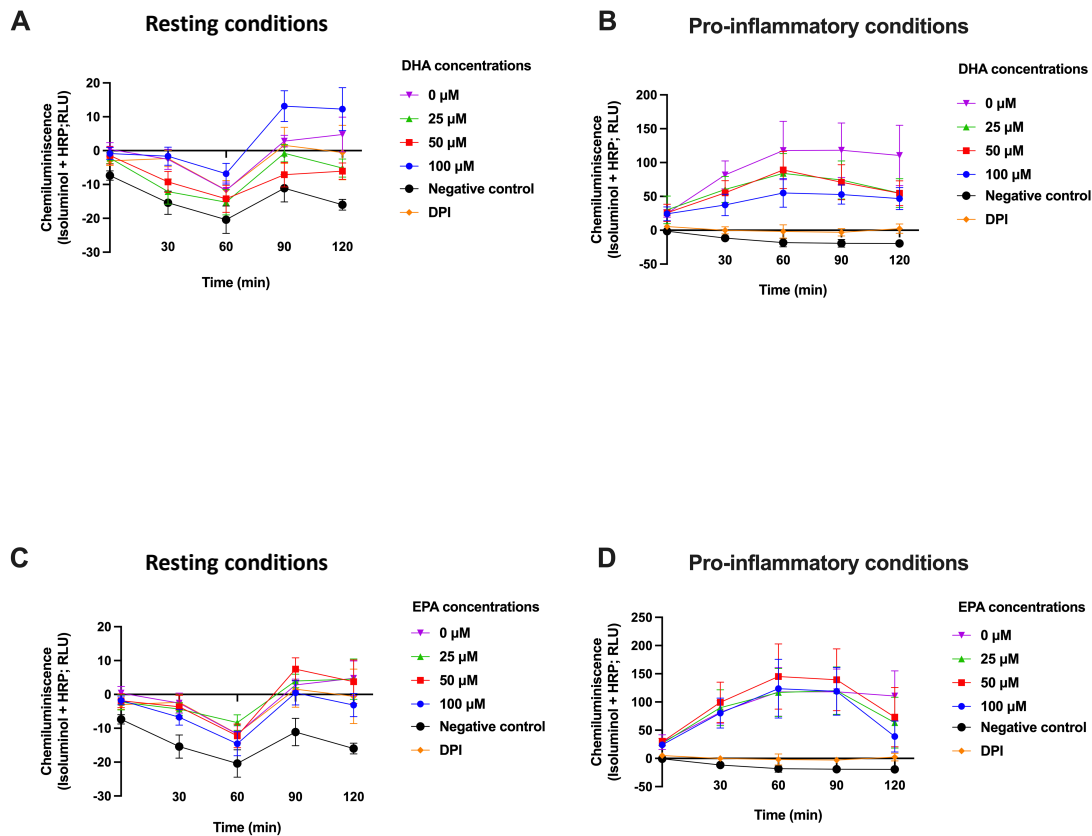 A
Resting conditions
Chemiluminiscence
(Isoluminol + HRP;RLU)
20
10
0
-10
-20
-30
30
60
90
120
Time (min)
DHA concentrations
0 µM
25 µM
50 µM
100 µM
Negative control
DPI
B
Pro-inflammatory conditions
Chemiluminiscence
(Isoluminol + HRP; RLU)
200
150
100
50
0
-50
30
60
90
120
Time (min)
DHA concentrations
0 µM
25 µM
50 µM
100 µM
Negative control
DPI
C
Resting conditions
Chemiluminiscence
(Isoluminol + HRP; RLU)
20
10
0
-10
-20
-30
30
60
90
120
Time (min)
EPA concentrations
0 µM
25 µM
50 µM
100 µM
Negative control
DPI
D
Pro-inflammatory conditions
Chemiluminiscence
(Isoluminol + HRP; RLU)
250
200
150
100
50
0
-50
30
60
90
120
Time (min)
EPA concentrations
0 µM
25 µM
50 µM
100 µM
Negative control
DPI